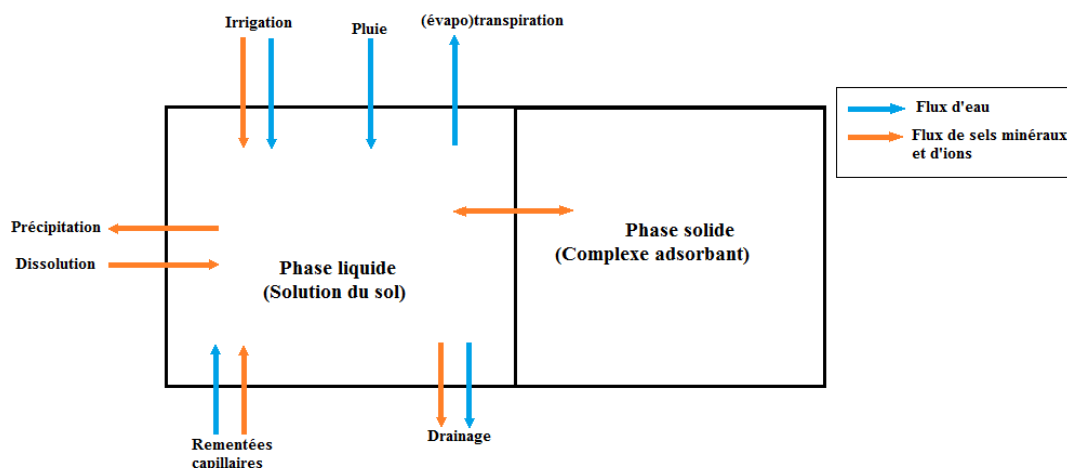 Irrigation
Pluie
(évapo)transpiration
Flux d'eau
Flux de sels minéraux
et d'ions
Précipitation
Dissolution
Phase liquide
(Solution du sol)
Phase solide
(Complexe adsorbant)
Rementées
capillaires
Drainage